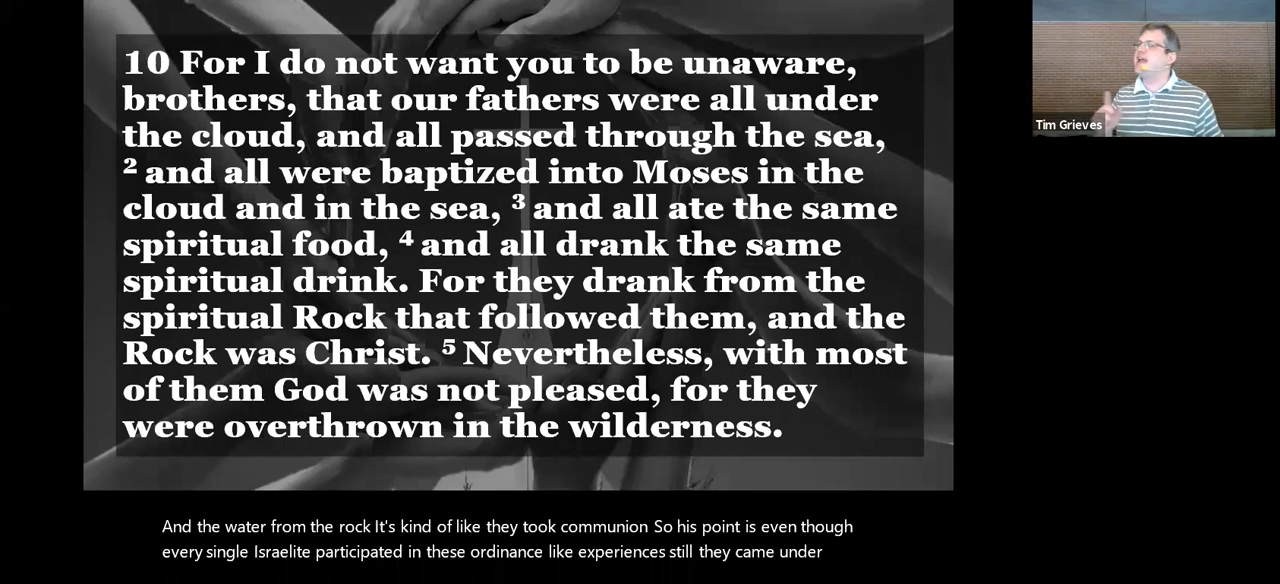 10 For I do not want you to be unaware,
brothers, that our fathers were all under
the cloud, and all passed through the sea,
2 and all were baptized into Moses in the
cloud and in the sea, 3 and all ate the same
spiritual food, 4 and all drank the same
spiritual drink. For they drank from the
spiritual Rock that followed them, and the
Rock was Christ. 5 Nevertheless, with most
of them God was not pleased, for they
were overthrown in the wilderness.
Tim Grieves
And the water from the rock It's kind of like they took communion So his point is even though
every single Israelite participated in these ordinance like experiences still they came under